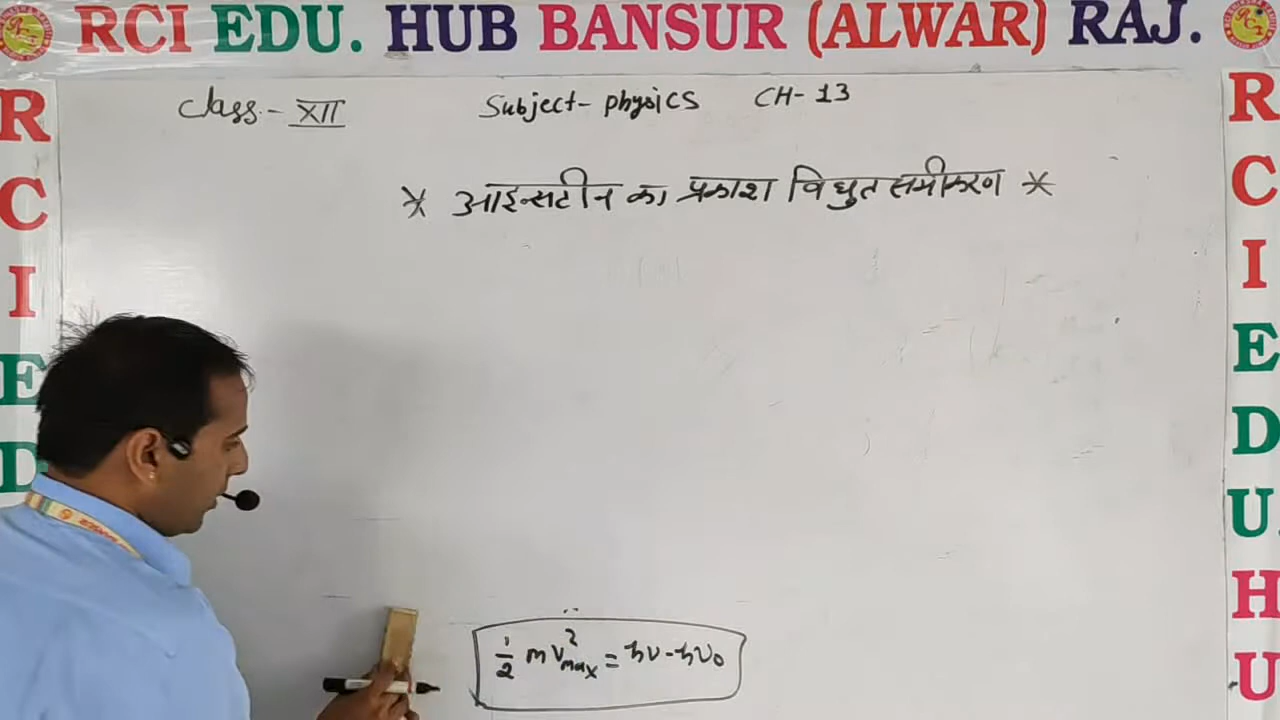 RCI EDU. HUB BANSUR (ALWAR) RAJ.
Class:- XII Subject- physics CH- 13
* आइन्सटीन का प्रकाश विधुत समीकरण *
R
C
I
E
D
R
C
I
E
D
U.
H
U
1/2 mv²max = hν - hν₀